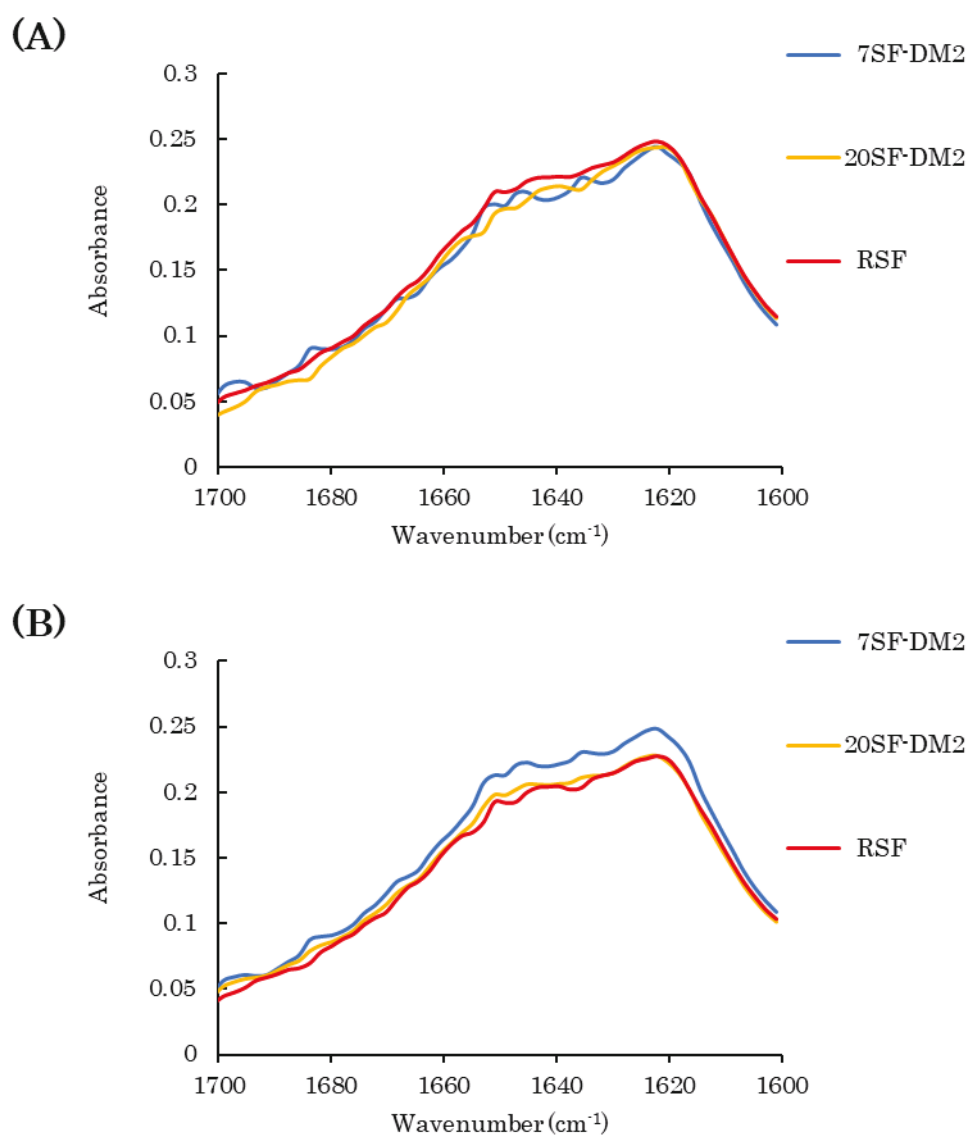 (A)
7SF-DM2
20SF-DM2
RSF
0.3
0.25
0.2
0.15
0.1
0.05
0
Absorbance
1700 1680 1660 1640 1620 1600
Wavenumber (cm⁻¹)
(B)
7SF-DM2
20SF-DM2
RSF
0.3
0.25
0.2
0.15
0.1
0.05
0
Absorbance
1700 1680 1660 1640 1620 1600
Wavenumber (cm⁻¹)